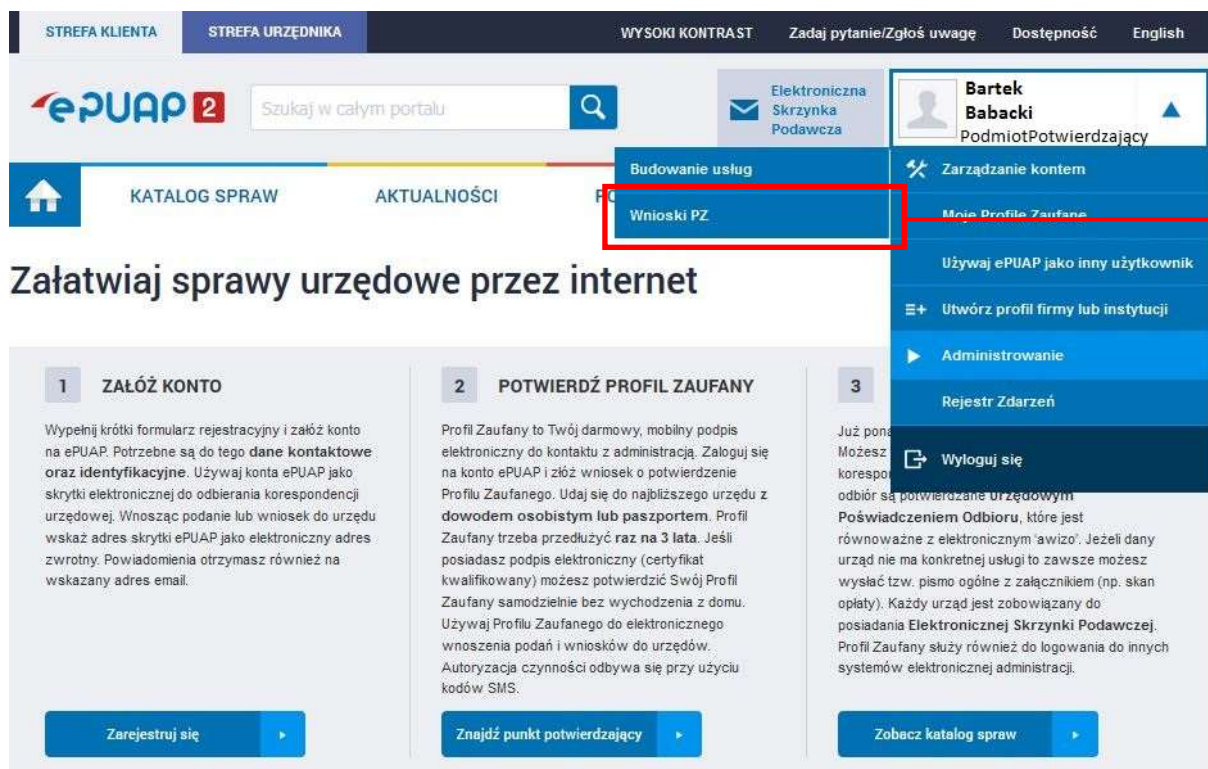 STREFA KLIENTA
STREFA URZĘDNIKA
WYSOKI KONTRAST
Zadaj pytanie/Zgłoś uwagę
Dostępność
English
ePUAP 2
Szukaj w całym portalu
Elektroniczna
Skrzynka
Podawcza
Bartek
Babacki
PodmiotPotwierdzający
KATALOG SPRAW
AKTUALNOŚCI
Budowanie usług
Wnioski PZ
Zarządzanie kontem
Moje Profile Zaufane
Używaj ePUAP jako inny użytkownik
Utwórz profil firmy lub instytucji
Administrowanie
Rejestr Zdarzeń
Wyloguj się
Załatwiaj sprawy urzędowe przez internet
1 ZAŁÓŻ KONTO
Wypełnij krótki formularz rejestracyjny i załóż konto
na ePUAP. Potrzebne są do tego dane kontaktowe
oraz identyfikacyjne. Używaj konta ePUAP jako
skrytki elektronicznej do odbierania korespondencji
urzędowej. Wnosząc podanie lub wniosek do urzędu
wskaż adres skrytki ePUAP jako elektroniczny adres
zwrotny. Powiadomienia otrzymasz również na
wskazany adres email.
Zarejestruj się
2 POTWIERDŹ PROFIL ZAUFANY
Profil Zaufany to Twój darmowy, mobilny podpis
elektroniczny do kontaktu z administracją. Zaloguj się
na konto ePUAP i złóż wniosek o potwierdzenie
Profilu Zaufanego. Udaj się do najbliższego urzędu z
dowodem osobistym lub paszportem. Profil
Zaufany trzeba przedłużyć raz na 3 lata. Jeśli
posiadasz podpis elektroniczny (certyfikat
kwalifikowany) możesz potwierdzić Swój Profil
Zaufany samodzielnie bez wychodzenia z domu.
Używaj Profilu Zaufanego do elektronicznego
wnoszenia podań i wniosków do urzędów.
Autoryzacja czynności odbywa się przy użyciu
kodów SMS.
Znajdź punkt potwierdzający
3
Już
Możesz
odbiór są potwierdzane Urzędowym
Poświadczeniem Odbioru, które jest
równoważne z elektronicznym 'awizo'. Jeżeli dany
urząd nie ma konkretnej usługi to zawsze możesz
wysłać tzw. pismo ogólne z załącznikiem (np. skan
opłaty). Każdy urząd jest zobowiązany do
posiadania Elektronicznej Skrzynki Podawczej.
Profil Zaufany służy również do logowania do innych
systemów elektronicznej administracji.
Zobacz katalog spraw